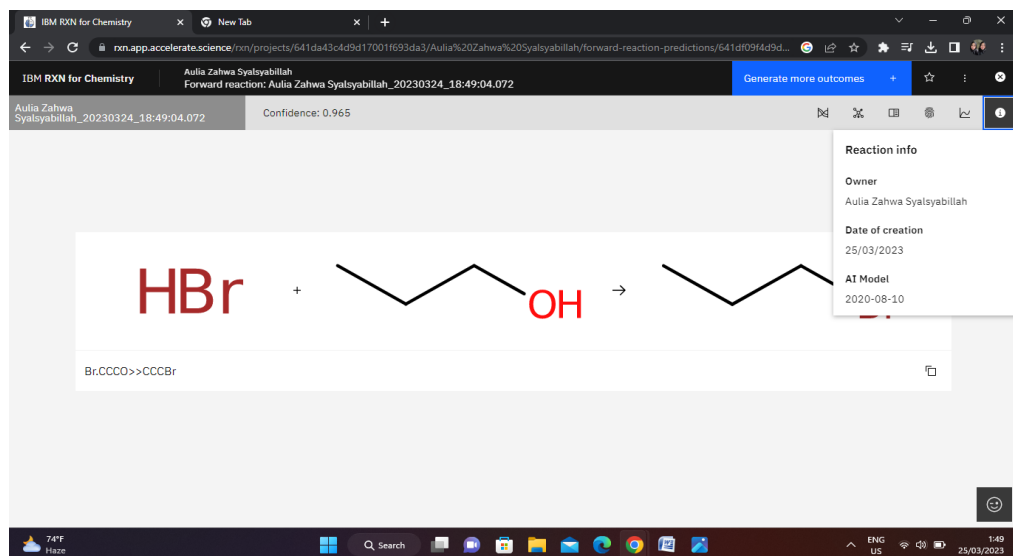 IBM RXN for Chemistry
New Tab
rxn.app.accelerate.science/rxn/projects/641da43c4d9d17001f693da3/Aulia%20Zahwa%20Syalsyabillah/forward-reaction-predictions/641df09f4d9d...
IBM RXN for Chemistry
Aulia Zahwa Syalsyabillah
Forward reaction: Aulia Zahwa Syalsyabillah_20230324_18:49:04.072
Generate more outcomes +
Aulia Zahwa
Syalsyabillah_20230324_18:49:04.072
Confidence: 0.965
Reaction info
Owner
Aulia Zahwa Syalsyabillah
Date of creation
25/03/2023
AI Model
2020-08-10
HBr + OH →
Br.CCCO>>CCCBr
74°F
Haze
Search
ENG
US
1:49
25/03/2023